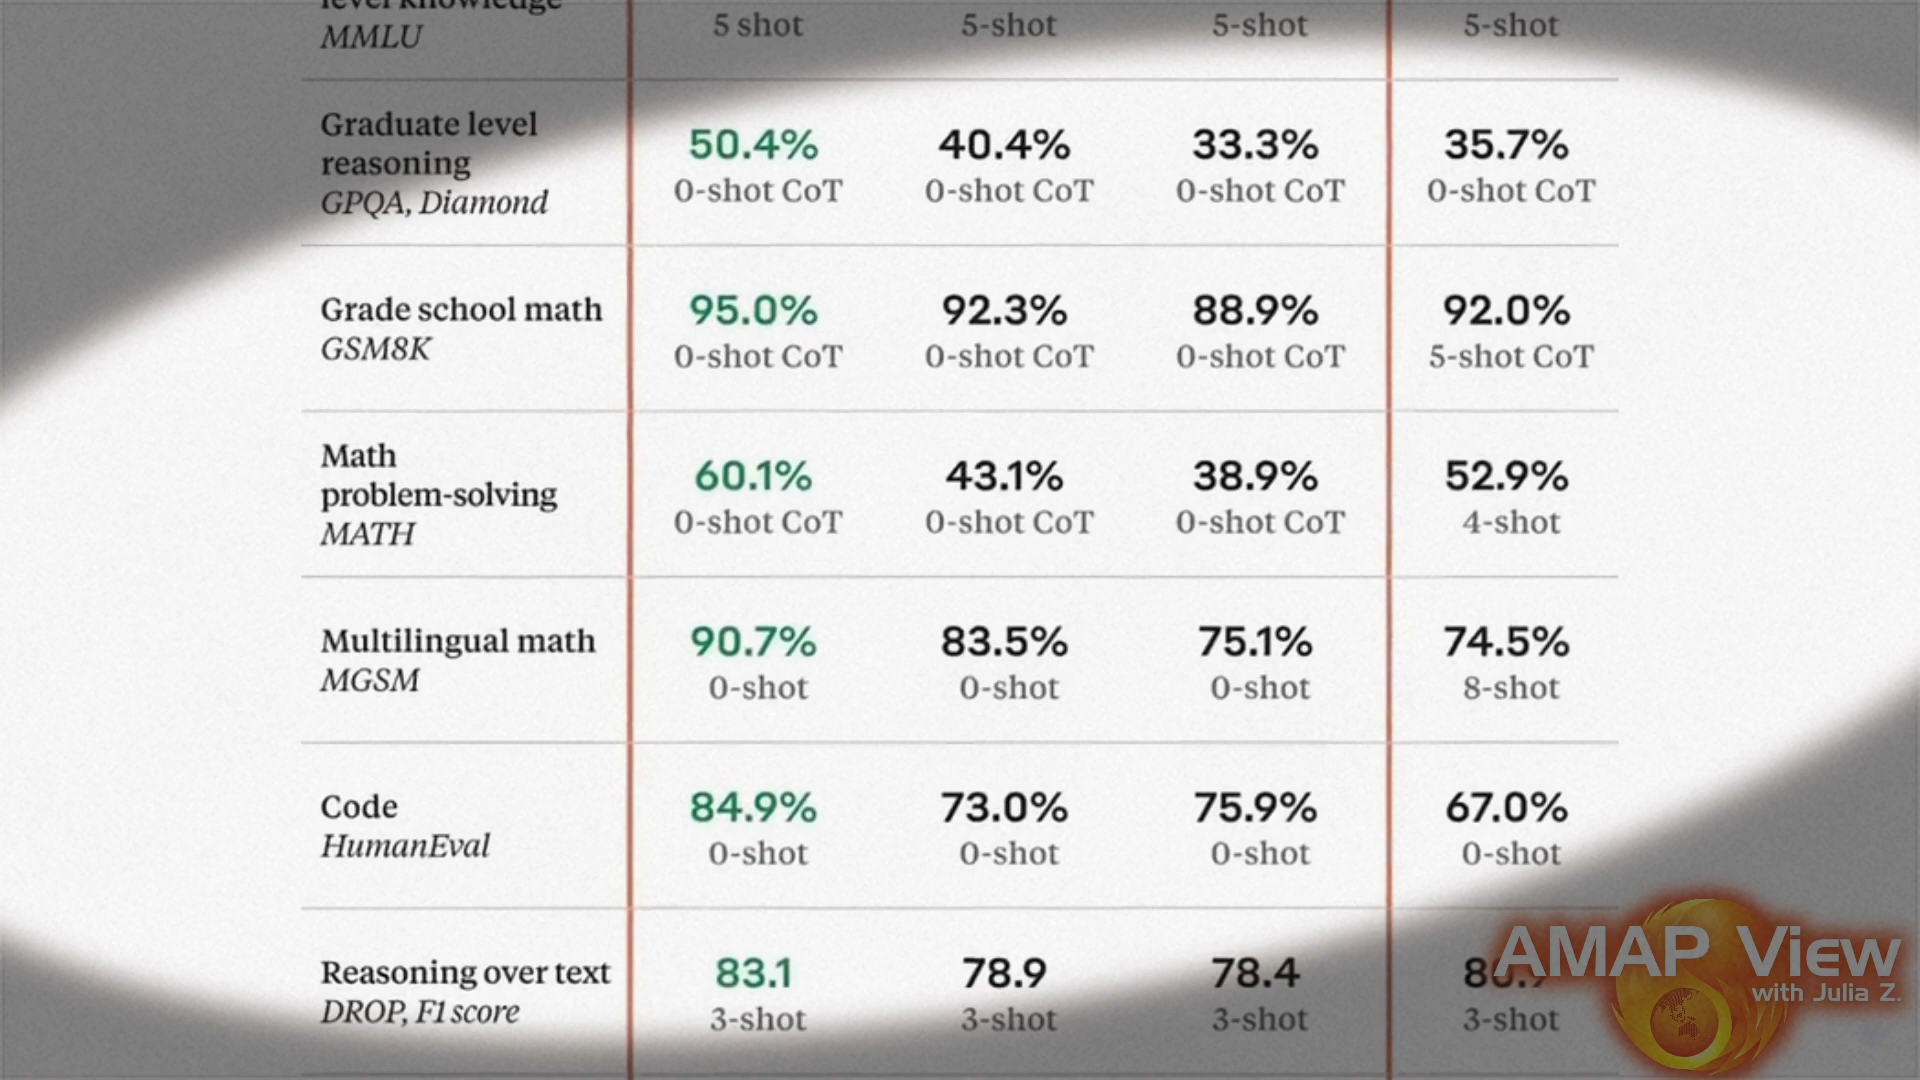 level knowledge
MMLU
5 shot
5-shot
5-shot
5-shot
Graduate level
reasoning
GPQA, Diamond
50.4%
0-shot CoT
40.4%
0-shot CoT
33.3%
0-shot CoT
35.7%
0-shot CoT
Grade school math
GSM8K
95.0%
0-shot CoT
92.3%
0-shot CoT
88.9%
0-shot CoT
92.0%
5-shot CoT
Math
problem-solving
MATH
60.1%
0-shot CoT
43.1%
0-shot CoT
38.9%
0-shot CoT
52.9%
4-shot
Multilingual math
MGSM
90.7%
0-shot
83.5%
0-shot
75.1%
0-shot
74.5%
8-shot
Code
HumanEval
84.9%
0-shot
73.0%
0-shot
75.9%
0-shot
67.0%
0-shot
Reasoning over text
DROP, F1 score
83.1
3-shot
78.9
3-shot
78.4
3-shot
3-shot
AMAP View
with Julia Z.